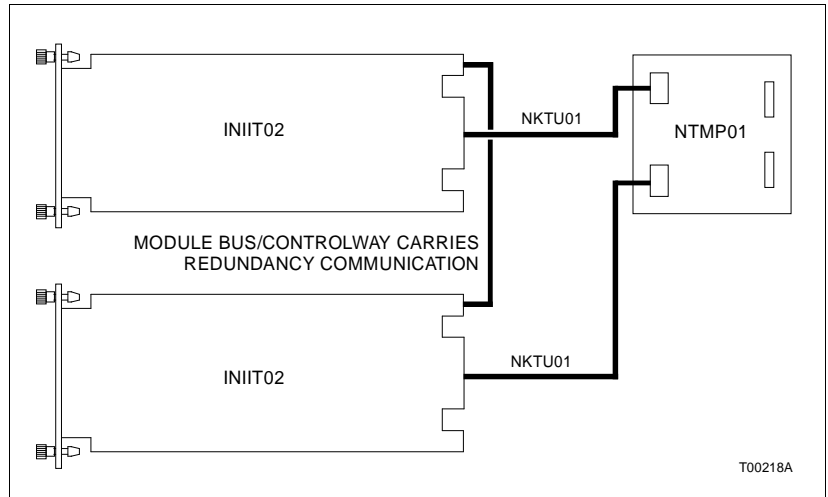 INIIT02
NKTU01
NTMP01
MODULE BUS/CONTROLWAY CARRIES
REDUNDANCY COMMUNICATION
INIIT02
NKTU01
T00218A